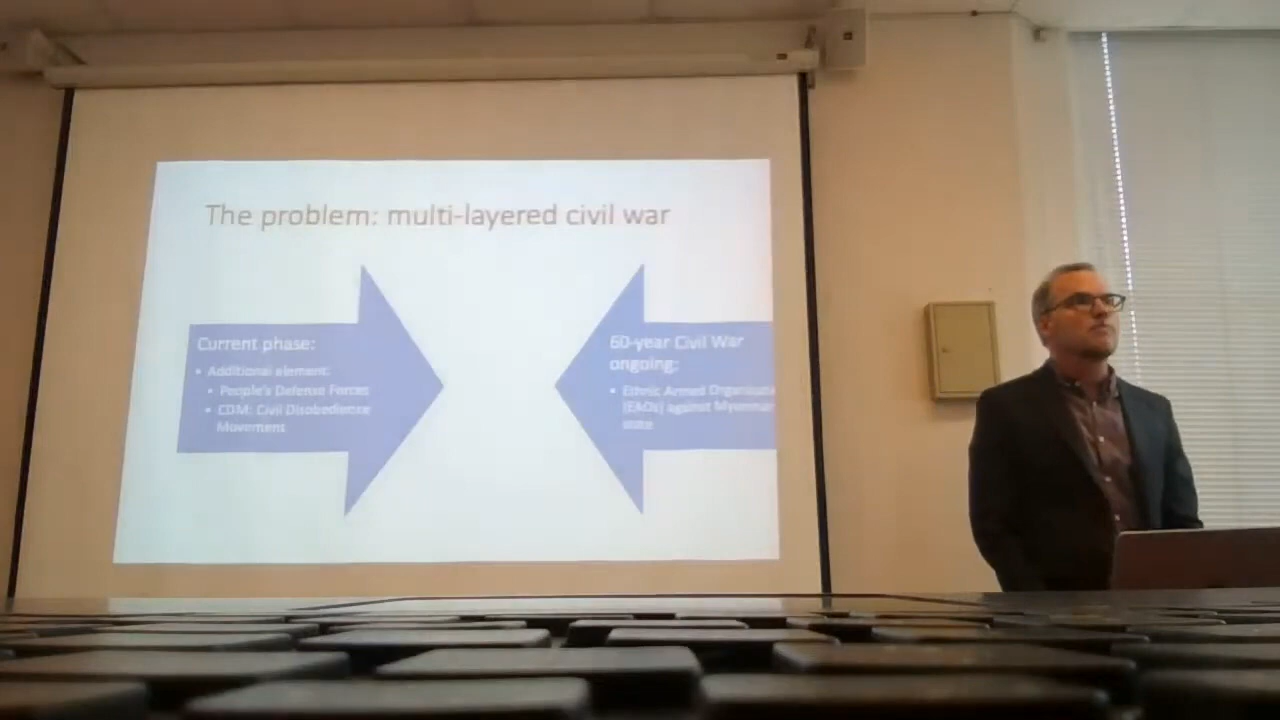 The problem: multi-layered civil war
Current phase:
• Additional element:
• People's Defense Forces
• CDM: Civil Disobedience
Movement
60-year Civil War
ongoing:
• Ethnic Armed
(EAOs) against Myanmar
state